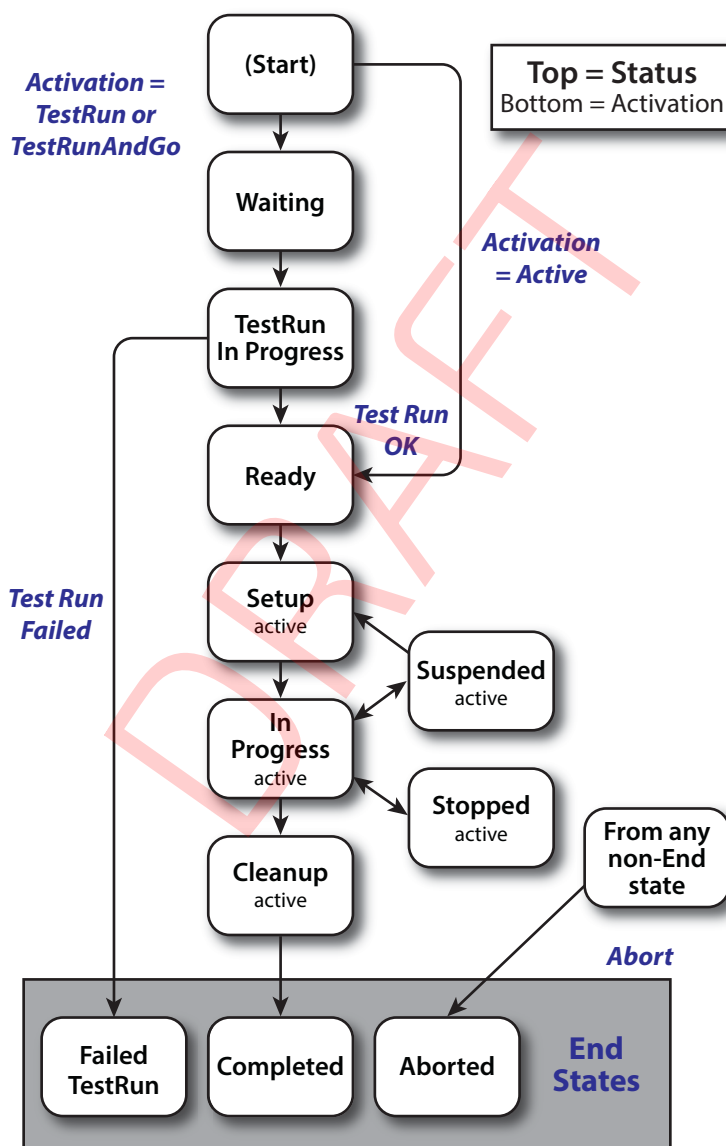 (Start)
Top = Status
Bottom = Activation
Activation =
TestRun or
TestRunAndGo
Waiting
Activation
= Active
TestRun
In Progress
Test Run
OK
Ready
Test Run
Failed
Setup
active
Suspended
active
In
Progress
active
Stopped
active
From any
non-End
state
Cleanup
active
Abort
Failed
TestRun
Completed
Aborted
End
States
DRAFT